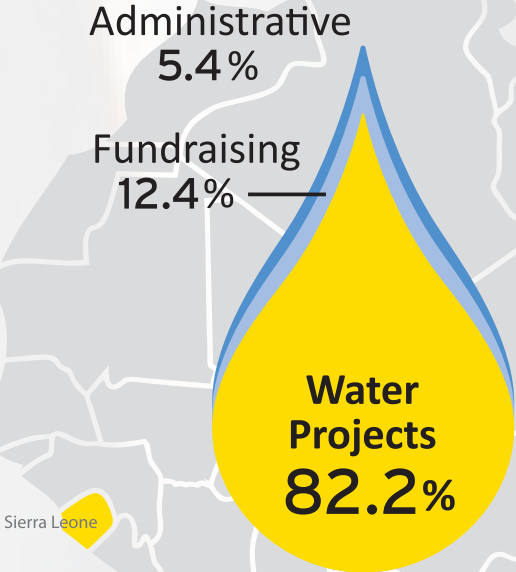 Administrative
5.4%
Fundraising
12.4%
Water
Projects
82.2%
Sierra Leone